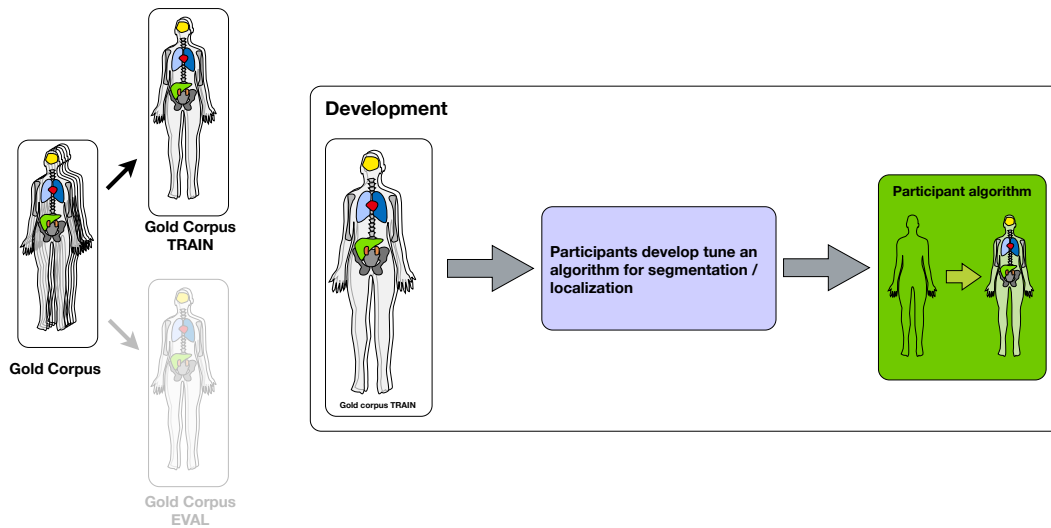 Gold Corpus
Gold Corpus
TRAIN
Gold Corpus
EVAL
Development
Gold corpus TRAIN
Participants develop tune an
algorithm for segmentation /
localization
Participant algorithm